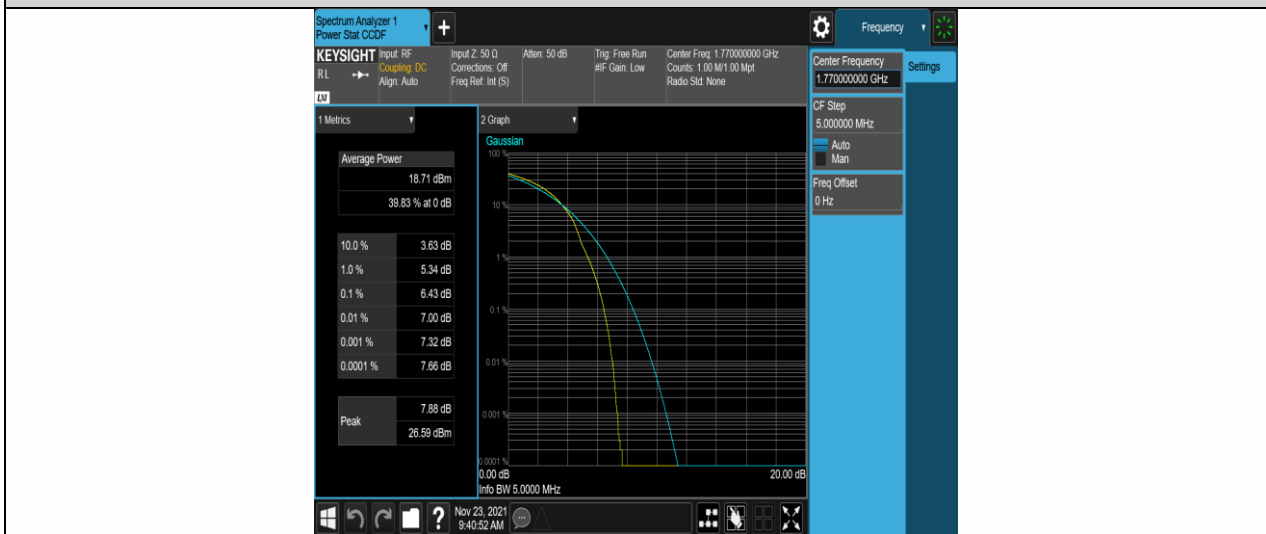 Spectrum Analyzer 1
Power Stat CCDF
Frequency
KEYSIGHT
RL
LXI
Input: RF
Coupling: DC
Align: Auto
Input Z: 50 Ω
Corrections: Off
Freq Ref: Int (S)
Atten: 50 dB
Trig: Free Run
#IF Gain: Low
Center Freq: 1.770000000 GHz
Counts: 1.00 M/1.00 Mpt
Radio Std: None
Center Frequency
1.770000000 GHz
Settings
CF Step
5.000000 MHz
Auto
Man
Freq Offset
0 Hz
1 Metrics
Average Power
18.71 dBm
39.83 % at 0 dB
10.0 % 3.63 dB
1.0 % 5.34 dB
0.1 % 6.43 dB
0.01 % 7.00 dB
0.001 % 7.32 dB
0.0001 % 7.66 dB
Peak 7.88 dB
26.59 dBm
2 Graph
Gaussian
100 %
10 %
1 %
0.1 %
0.01 %
0.001 %
0.0001 %
0.00 dB 20.00 dB
Info BW 5.0000 MHz
?
Nov 23, 2021
9:40:52 AM